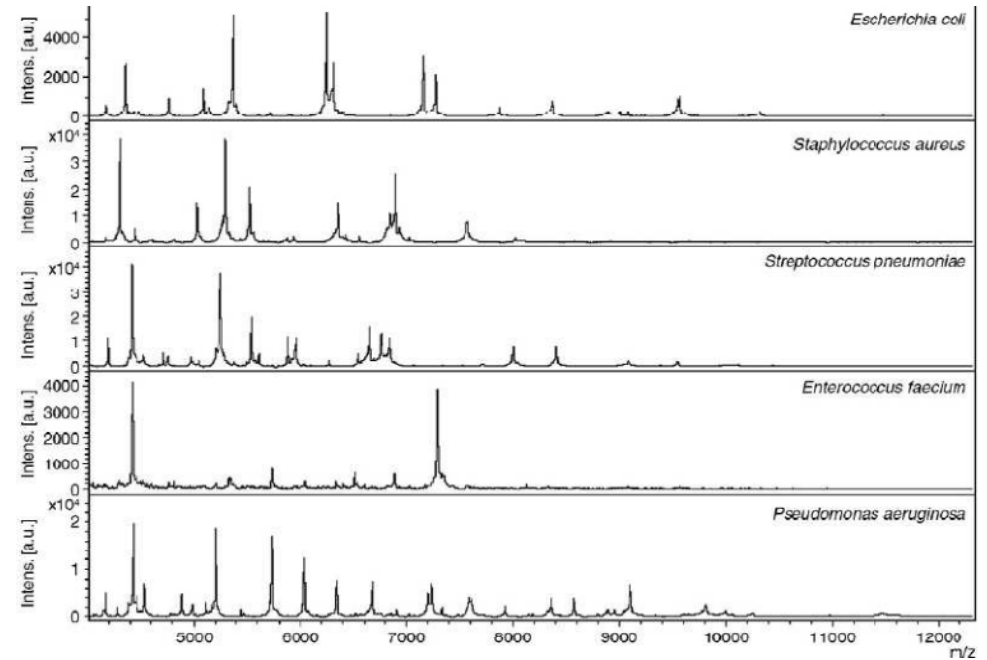 Escherichia coli
Intens. [a.u.]
4000
2000
0
Staphylococcus aureus
Intens. [a.u.]
x10⁴
3
2
1
0
Streptococcus pneumoniae
Intens. [a.u.]
x10⁴
3
2
1
0
Enterococcus faecium
Intens. [a.u.]
4000
3000
2000
1000
0
Pseudomonas aeruginosa
Intens. [a.u.]
x10⁴
2
1
0
5000 6000 7000 8000 9000 10000 11000 12000
m/z